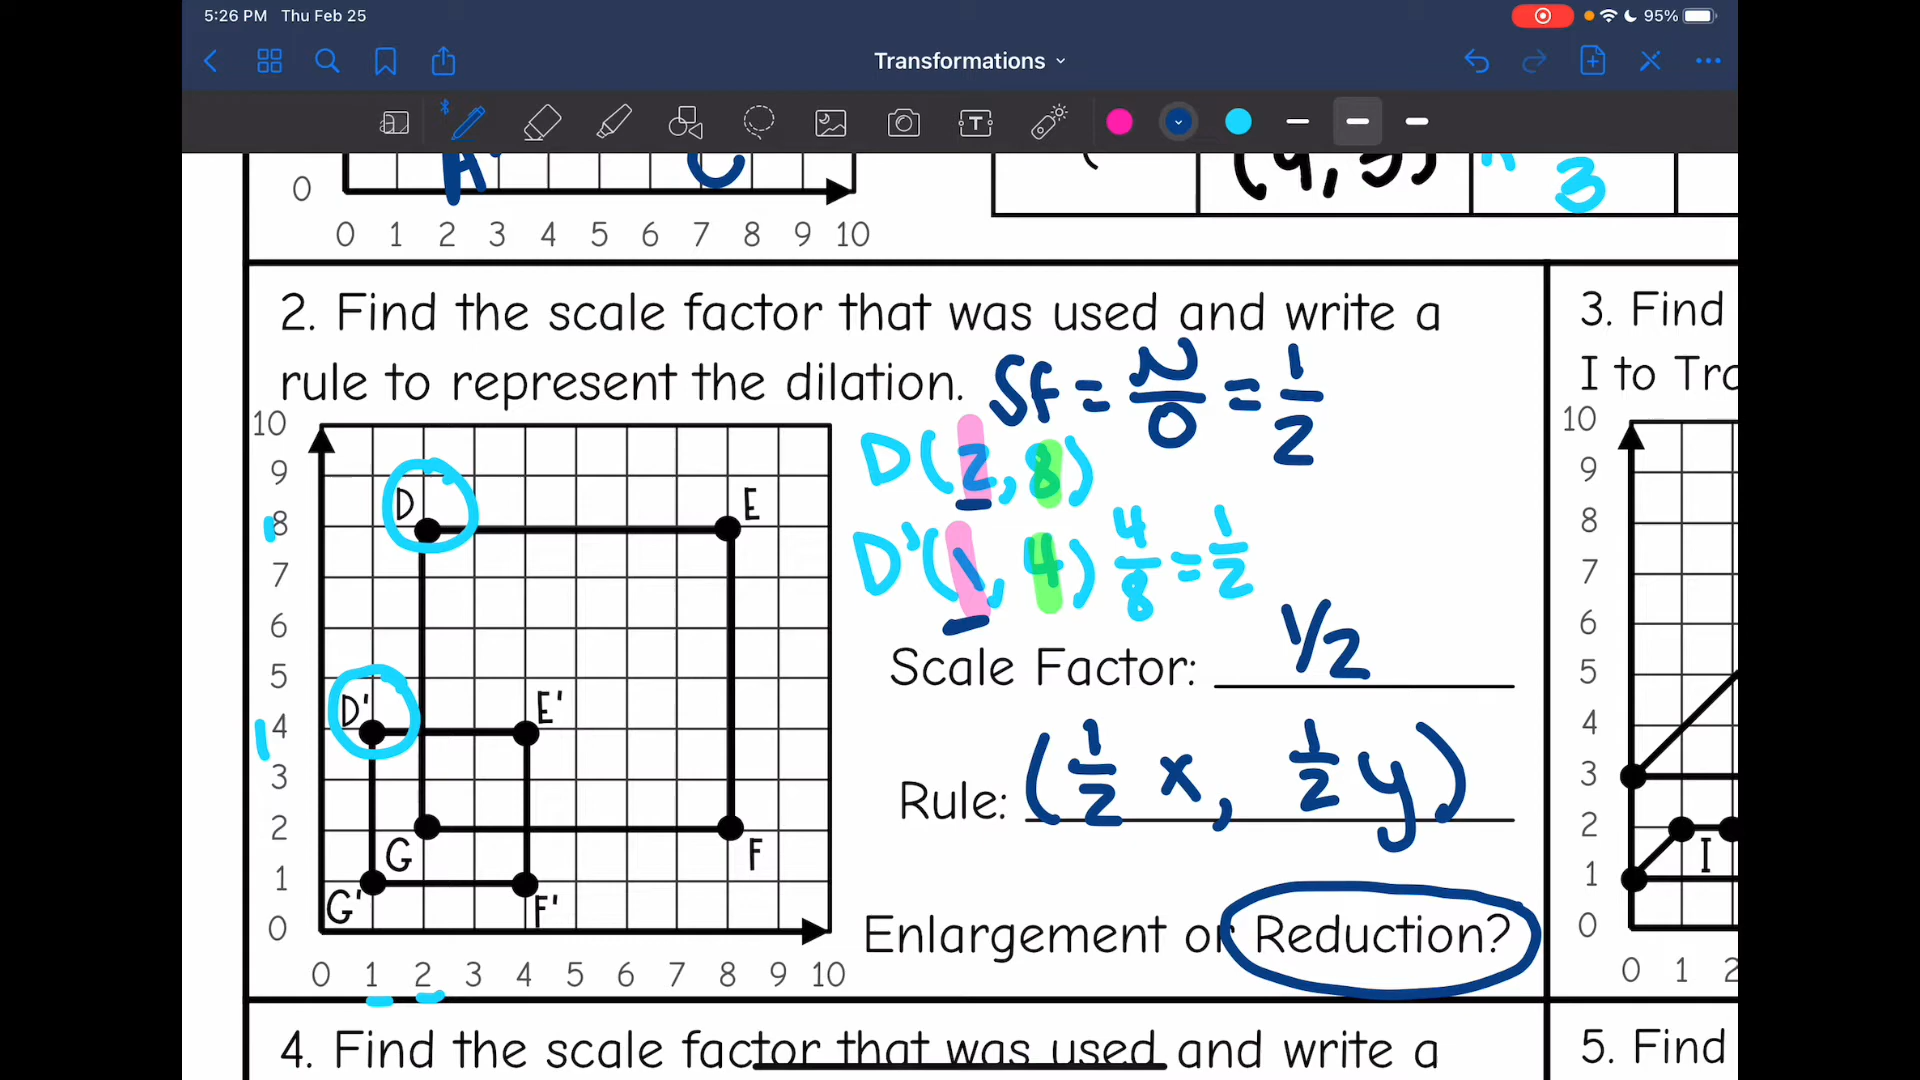 5:26 PM Thu Feb 25
95%
Transformations
T
A'
C
0
0 1 2 3 4 5 6 7 8 9 10
(4, 3)
3
2. Find the scale factor that was used and write a
rule to represent the dilation.
Sf = N/O = 1/2
D(2, 8)
D'(1, 4) 4/8 = 1/2
Scale Factor: 1/2
Rule: (1/2 x, 1/2 y)
Enlargement or Reduction?
10
9
8
7
6
5
4
3
2
1
0
0 1 2 3 4 5 6 7 8 9 10
D
E
D'
E'
G
F
G'
F'
3. Find
I to Tra
10
9
8
7
6
5
4
3
2
1
0
I
0 1 2
4. Find the scale factor that was used and write a
5. Find